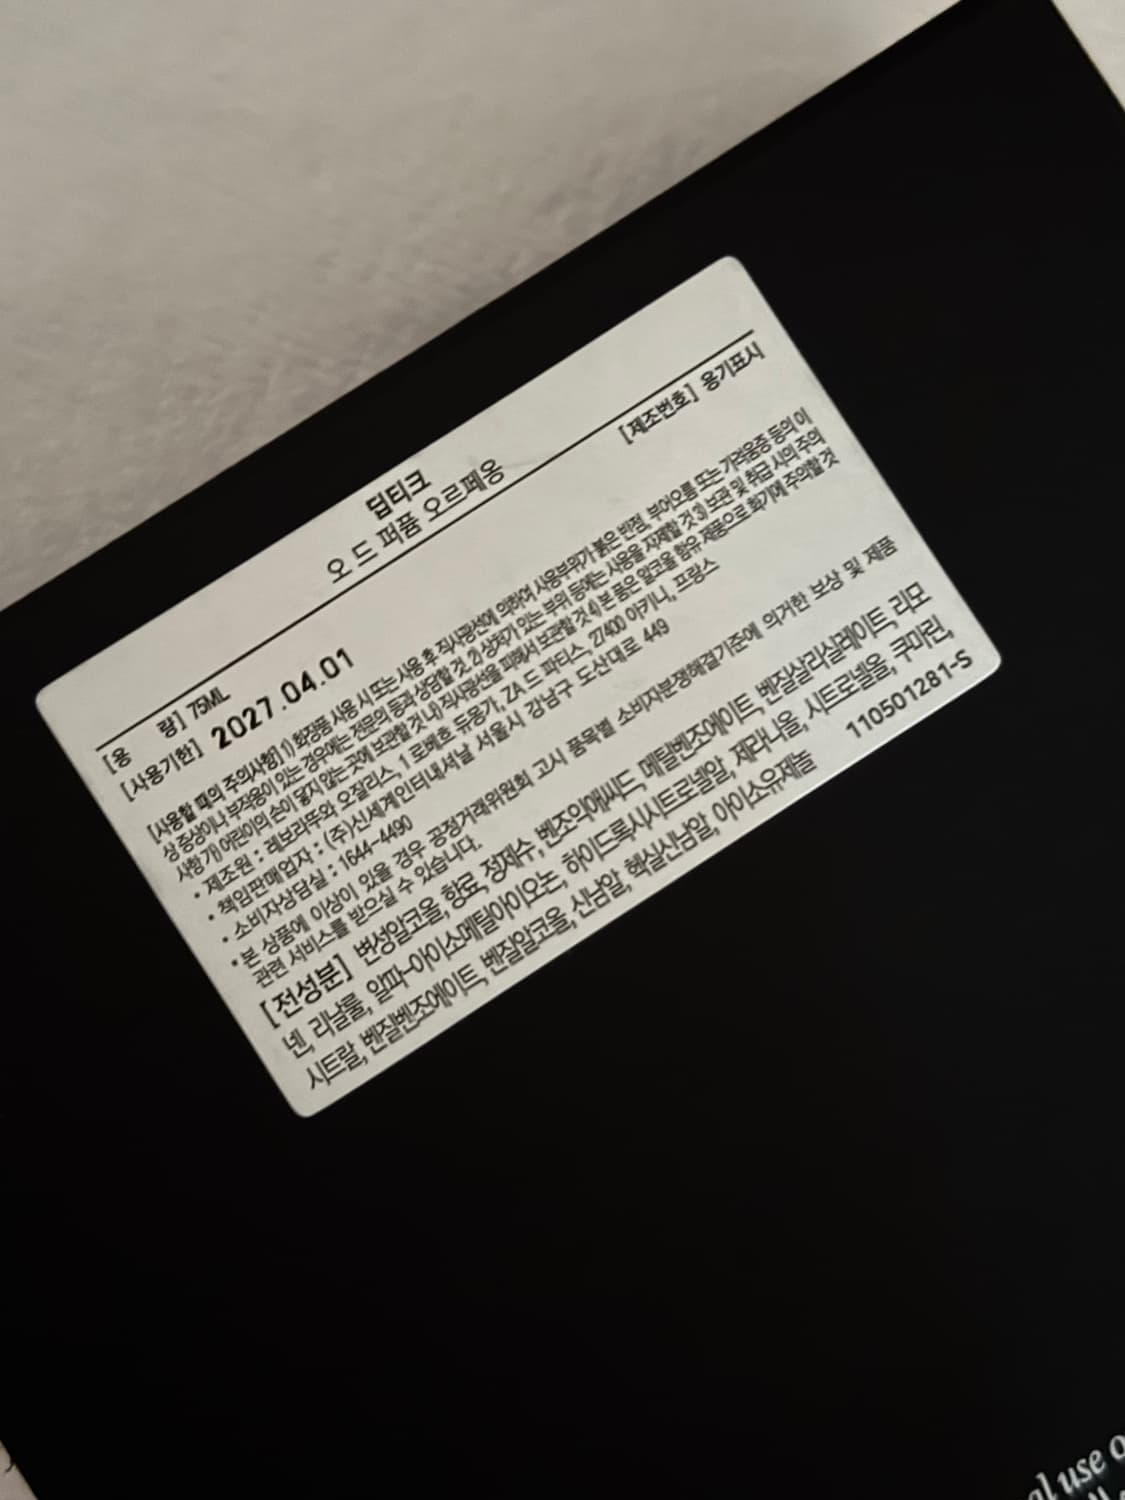 딥티크
오 드 퍼품 오르페옹
[용 량] 75ML
[제조번호] 용기표시
[사용기한] 2027.04.01
[사용할 때의 주의사항] 1) 화장품 사용 시 또는 사용 후 직사광선에 의하여 사용부위가 붉은 반점, 부어오름 또는 가려움증 등의 이
상 증상이나 부작용이 있는 경우에는 전문의 등과 상담할 것 2) 상처가 있는 부위 등에는 사용을 자제할 것 3) 보관 및 취급 시의 주의
사항 가) 어린이의 손이 닿지 않는 곳에 보관할 것 나) 직사광선을 피해서 보관할 것 4) 본 품은 알코올 함유 제품으로 화기에 주의할 것
• 제조원 : 레보라뚜와 오질리스, 1 로베흐 듀몽가, ZA 드 파티스, 27400 아키니, 프랑스
• 책임판매업자 : (주)신세계인터내셔날 서울시 강남구 도산대로 449
• 소비자상담실 : 1644-4490
• 본 상품에 이상이 있을 경우 공정거래위원회 고시 품목별 소비자분쟁해결기준에 의거한 보상 및 제품
관련 서비스를 받으실 수 있습니다.
[전성분] 변성알코올, 향료, 정제수, 벤조익애씨드, 메틸벤조에이트, 벤질살리실레이트, 리모
넨, 리날룰, 알파-아이소메틸아이오논, 하이드록시시트로넬알, 제라니올, 시트로넬올, 쿠마린,
시트랄, 벤질벤조에이트, 벤질알코올, 신남알, 헥실신남알, 아이소유제놀
110501281-S
al use o